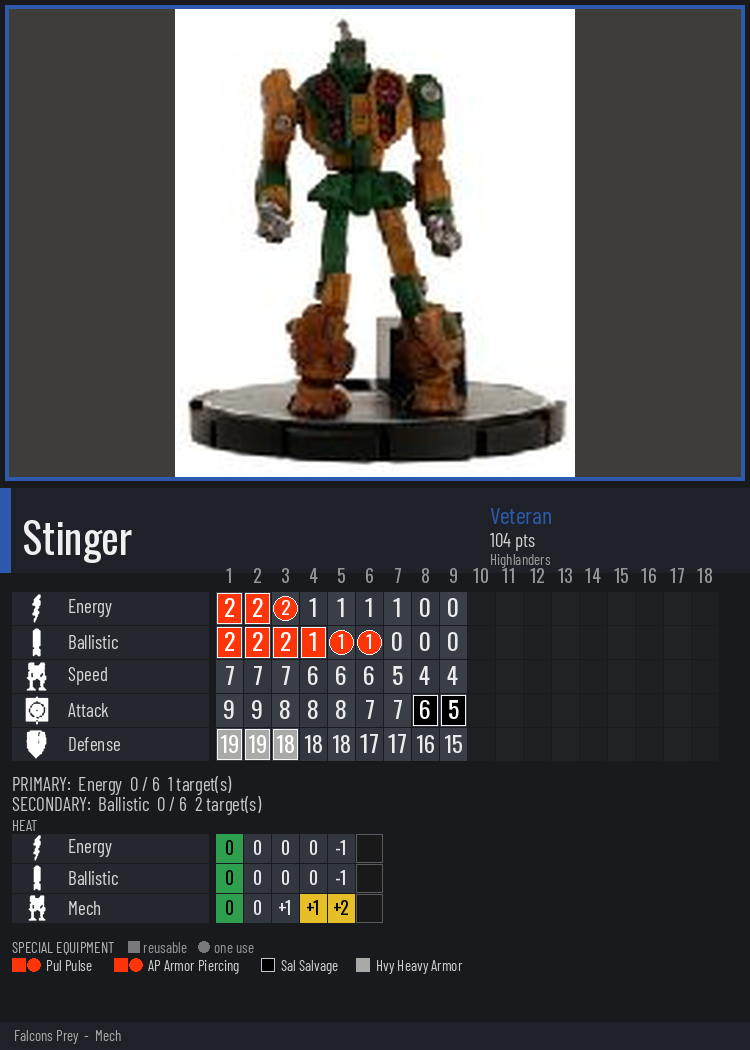 Stinger
Veteran
104 pts
Highlanders
1 2 3 4 5 6 7 8 9 10 11 12 13 14 15 16 17 18
Energy 2 2 2 1 1 1 1 0 0
Ballistic 2 2 2 1 1 1 0 0 0
Speed 7 7 7 6 6 6 5 4 4
Attack 9 9 8 8 8 7 7 6 5
Defense 19 19 18 18 18 17 17 16 15
PRIMARY: Energy 0 / 6 1 target(s)
SECONDARY: Ballistic 0 / 6 2 target(s)
HEAT
Energy 0 0 0 0 -1
Ballistic 0 0 0 0 -1
Mech 0 0 +1 +1 +2
SPECIAL EQUIPMENT reusable one use
Pul Pulse AP Armor Piercing Sal Salvage Hvy Heavy Armor
Falcons Prey - Mech